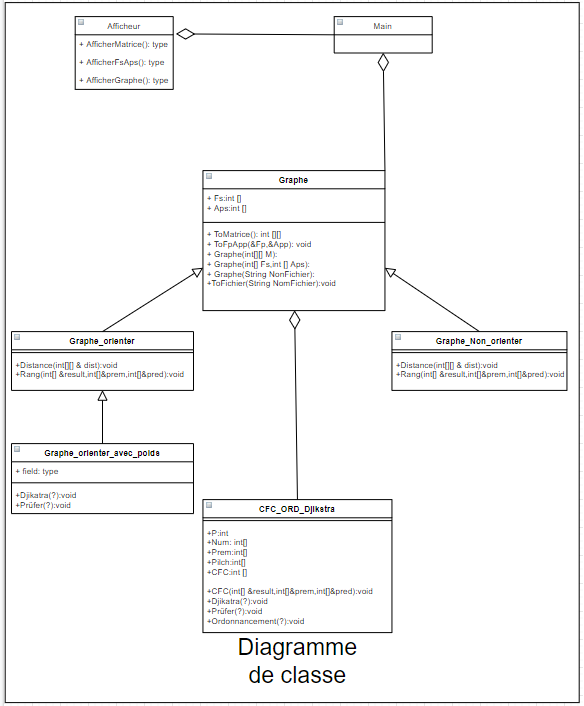 Afficheur
+ AfficherMatrice(): type
+ AfficherFsAps(): type
+ AfficherGraphe(): type
Main
Graphe
+ Fs:int []
+ Aps:int []
+ ToMatrice(): int [][]
+ ToFpApp(&Fp,&App): void
+ Graphe(int[][] M):
+ Graphe(int[] Fs,int [] Aps):
+ Graphe(String NonFichier):
+ToFichier(String NomFichier):void
Graphe_orienter
+Distance(int[][] & dist):void
+Rang(int[] &result,int[]&prem,int[]&pred):void
Graphe_Non_orienter
+Distance(int[][] & dist):void
+Rang(int[] &result,int[]&prem,int[]&pred):void
Graphe_orienter_avec_poids
+ field: type
+Djikatra(?):void
+Prüfer(?):void
CFC_ORD_Djikstra
+P:int
+Num: int[]
+Prem:int[]
+Pilch:int[]
+CFC:int []
+CFC(int[] &result,int[]&prem,int[]&pred):void
+Djikatra(?):void
+Prüfer(?):void
+Ordonnancement(?):void
Diagramme
de classe